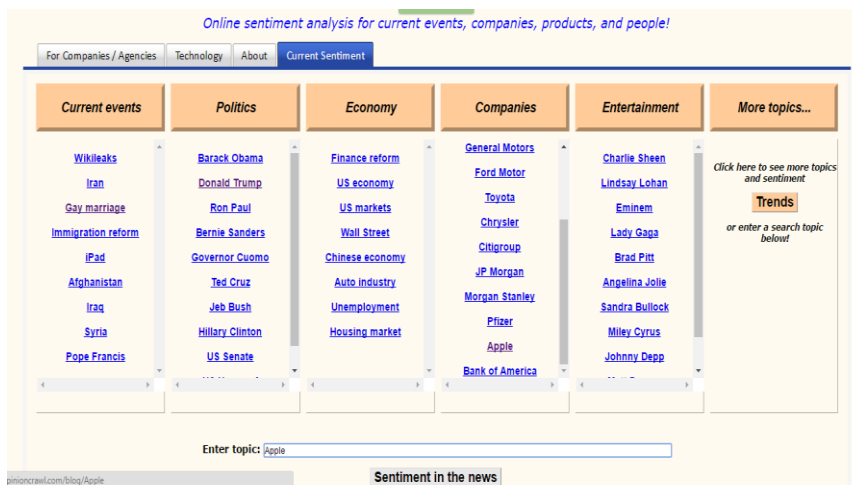 Online sentiment analysis for current events, companies, products, and people!
For Companies / Agencies Technology About Current Sentiment
Current events
Wikileaks
Iran
Gay marriage
Immigration reform
iPad
Afghanistan
Iraq
Syria
Pope Francis
Politics
Barack Obama
Donald Trump
Ron Paul
Bernie Sanders
Governor Cuomo
Ted Cruz
Jeb Bush
Hillary Clinton
US Senate
Economy
Finance reform
US economy
US markets
Wall Street
Chinese economy
Auto industry
Unemployment
Housing market
Companies
General Motors
Ford Motor
Toyota
Chrysler
Citigroup
JP Morgan
Morgan Stanley
Pfizer
Apple
Bank of America
Entertainment
Charlie Sheen
Lindsay Lohan
Eminem
Lady Gaga
Brad Pitt
Angelina Jolie
Sandra Bullock
Miley Cyrus
Johnny Depp
More topics...
Click here to see more topics
and sentiment
Trends
or enter a search topic
below!
Enter topic: Apple
Sentiment in the news
pinioncrawl.com/blog/Apple